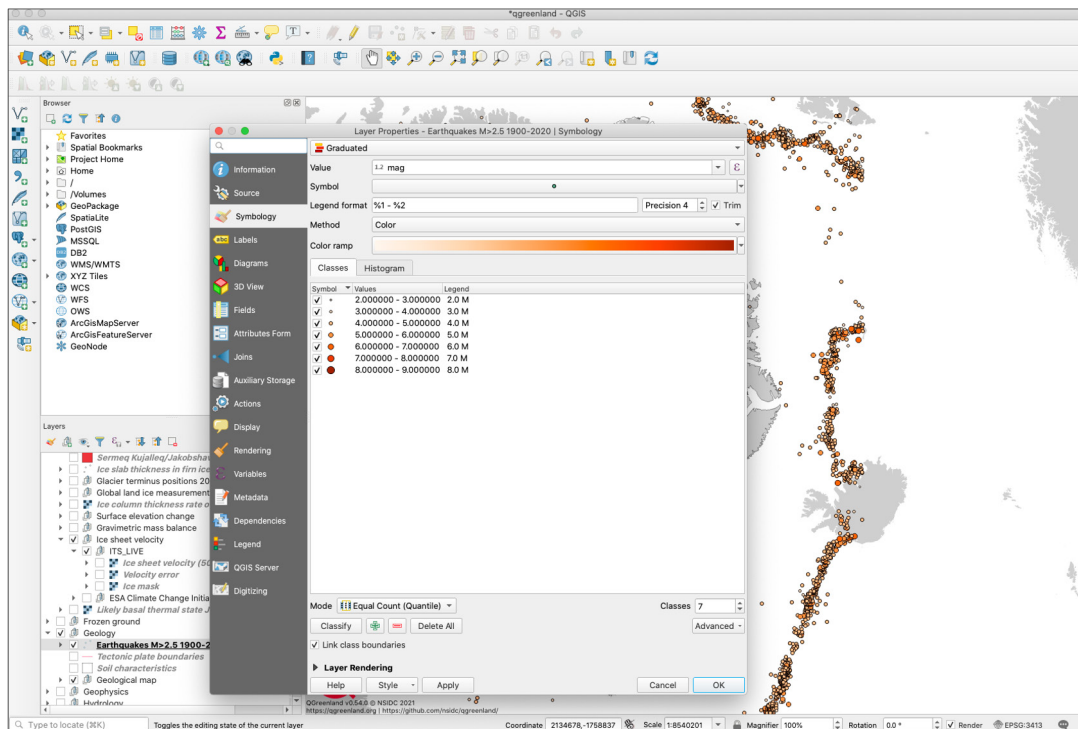 *qgreenland - QGIS
Browser
Favorites
Spatial Bookmarks
Project Home
Home
/
/Volumes
GeoPackage
SpatiaLite
PostGIS
MSSQL
DB2
WMS/WMTS
XYZ Tiles
WCS
WFS
OWS
ArcGisMapServer
ArcGisFeatureServer
GeoNode
Layers
Sermeq Kujalleq/Jakobshav
Ice slab thickness in firn ice
Glacier terminus positions 20
Global land ice measurement
Ice column thickness rate o
Surface elevation change
Gravimetric mass balance
Ice sheet velocity
ITS_LIVE
Ice sheet velocity (50
Velocity error
Ice mask
ESA Climate Change Initia
Likely basal thermal state J
Frozen ground
Geology
Earthquakes M>2.5 1900-2
Tectonic plate boundaries
Soil characteristics
Geological map
Geophysics
Hydrology
Layer Properties - Earthquakes M>2.5 1900-2020 | Symbology
Information
Source
Symbology
abc Labels
Diagrams
3D View
Fields
Attributes Form
Joins
Auxiliary Storage
Actions
Display
Rendering
Variables
Metadata
Dependencies
Legend
QGIS Server
Digitizing
Graduated
Value 1.2 mag ε
Symbol
Legend format %1 - %2 Precision 4 Trim
Method Color
Color ramp
Classes Histogram
Symbol Values Legend
2.000000 - 3.000000 2.0 M
3.000000 - 4.000000 3.0 M
4.000000 - 5.000000 4.0 M
5.000000 - 6.000000 5.0 M
6.000000 - 7.000000 6.0 M
7.000000 - 8.000000 7.0 M
8.000000 - 9.000000 8.0 M
Mode Equal Count (Quantile) Classes 7
Classify Delete All Advanced
Link class boundaries
Layer Rendering
Help Style Apply Cancel OK
QGreenland v0.54.0 © NSIDC 2021
https://qgreenland.org | https://github.com/nsidc/qgreenland/
Type to locate (⌘K) Toggles the editing state of the current layer Coordinate 2134678,-1758837 Scale 1:8540201 Magnifier 100% Rotation 0.0 ° Render EPSG:3413